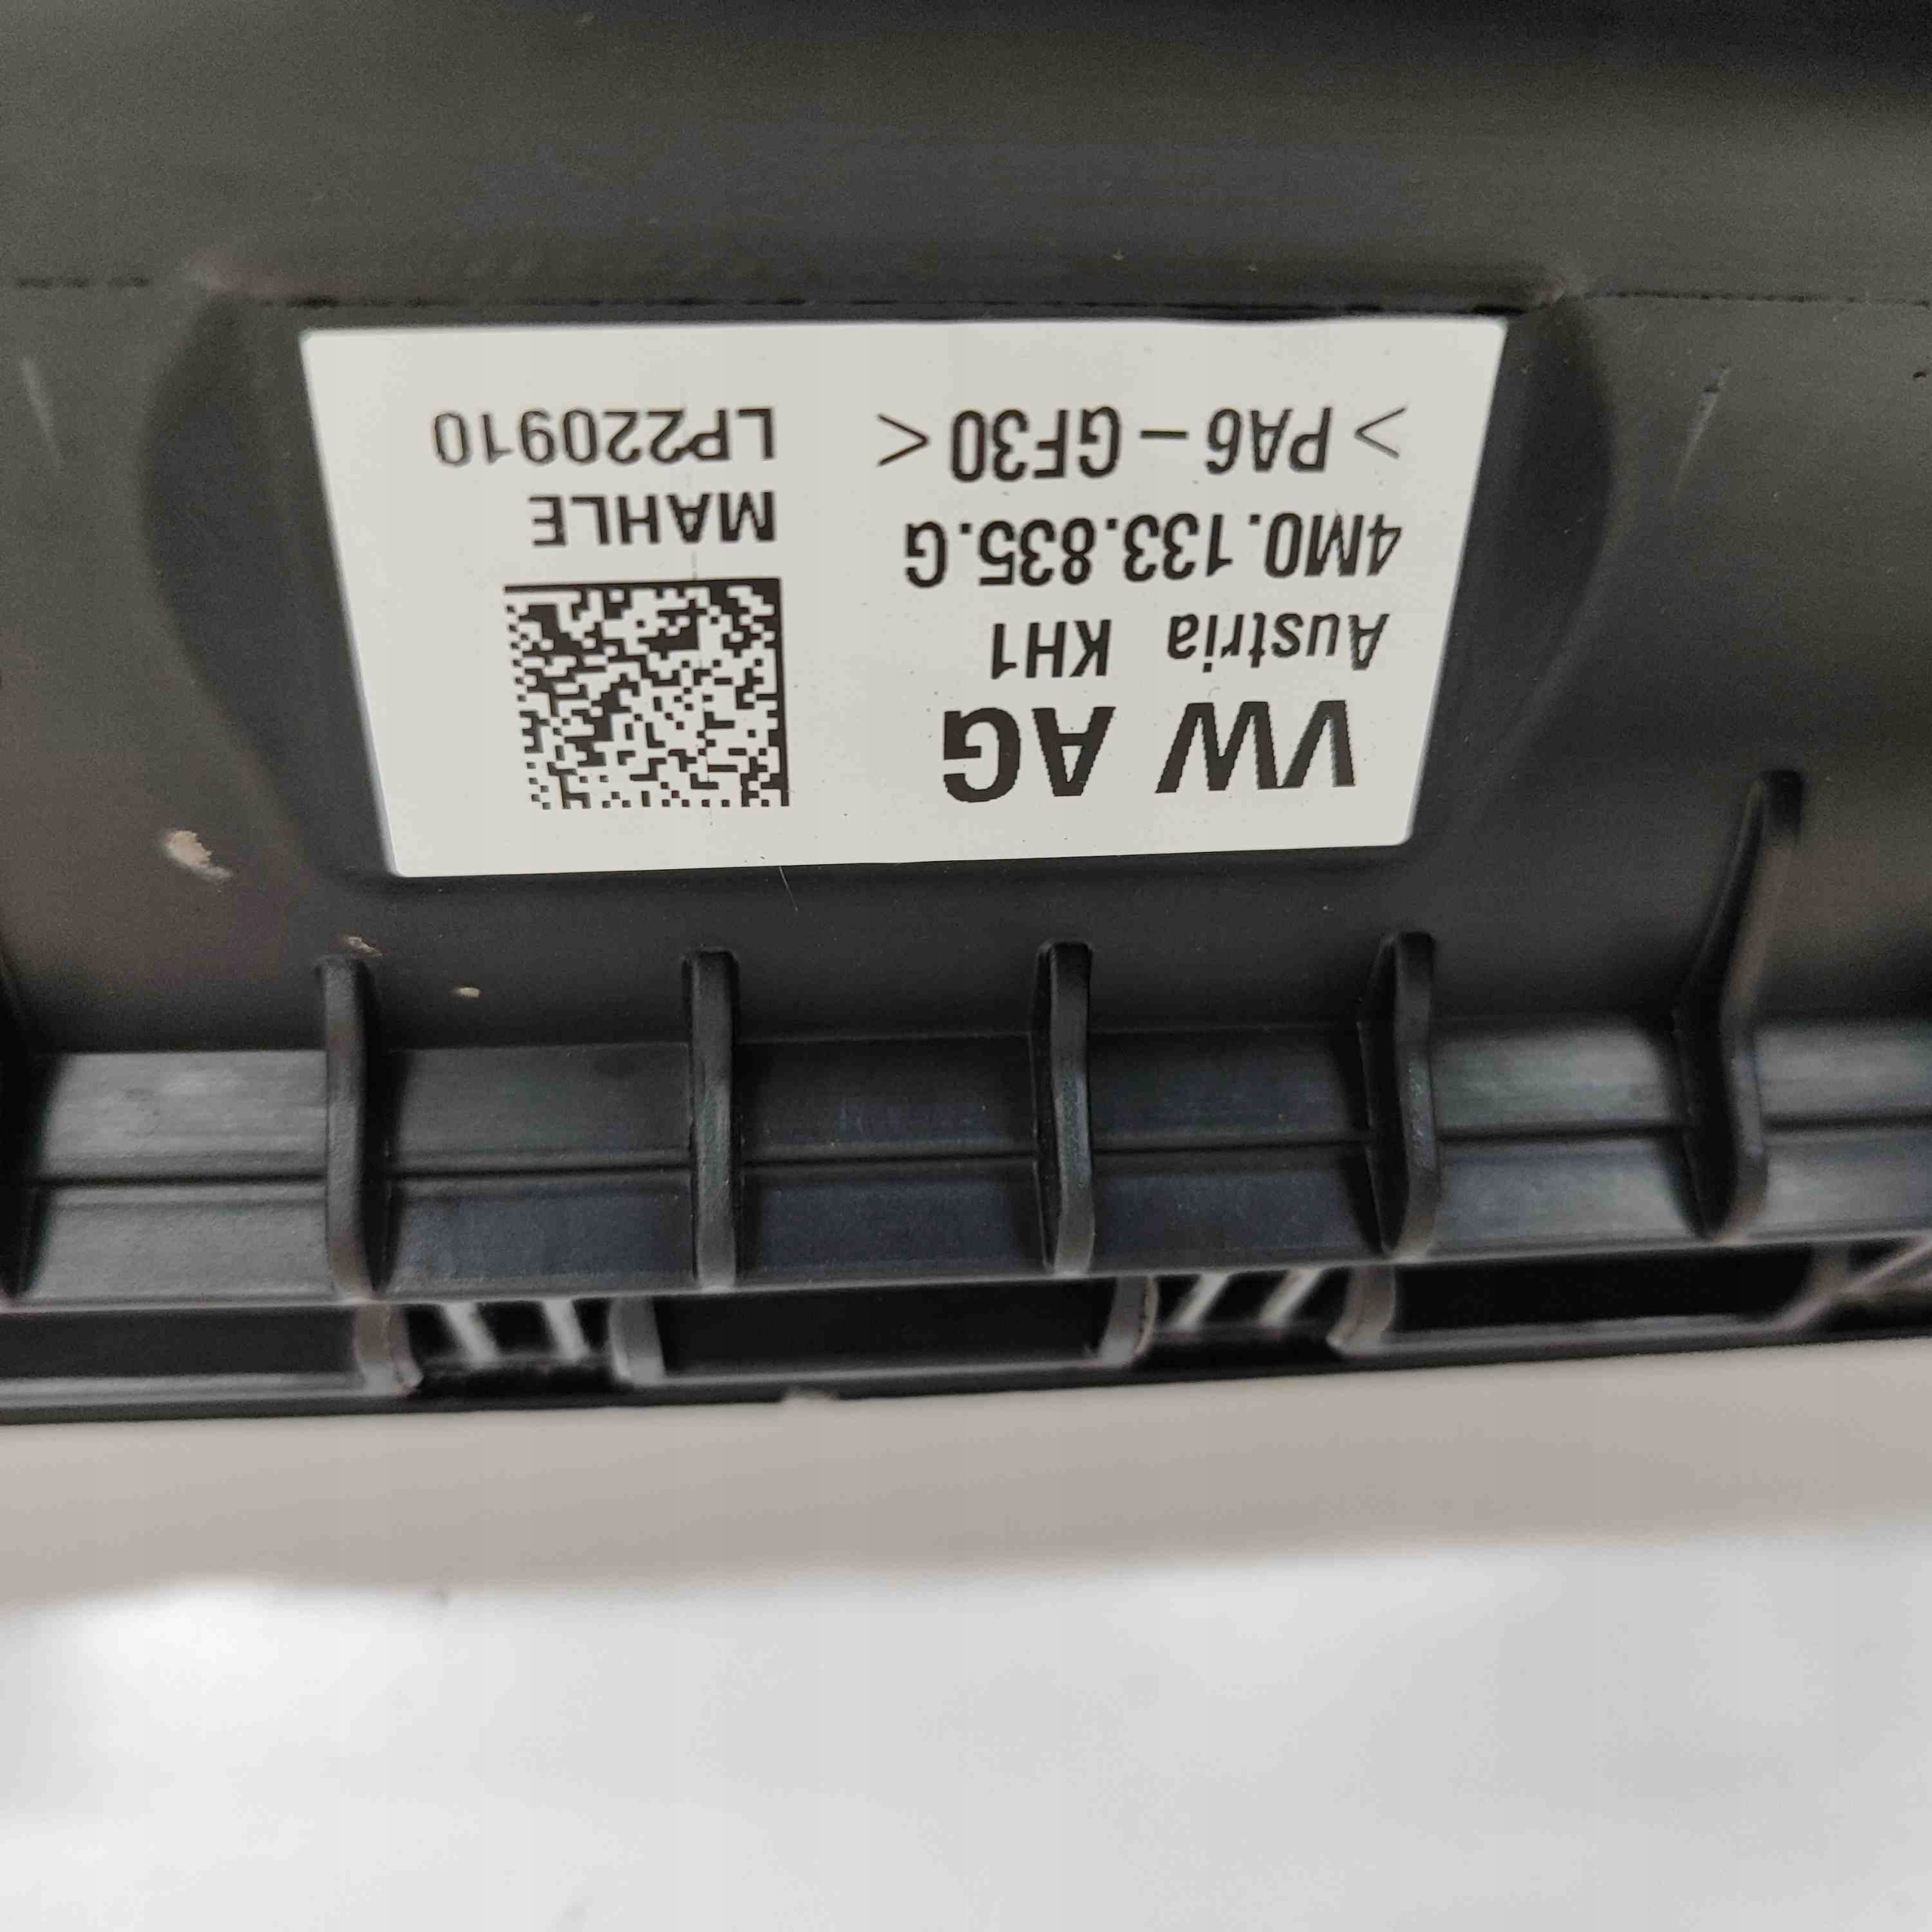 VW AG
Austria KH1
4M0.133.835.G
>PA6-GF30<
MAHLE
LP220910